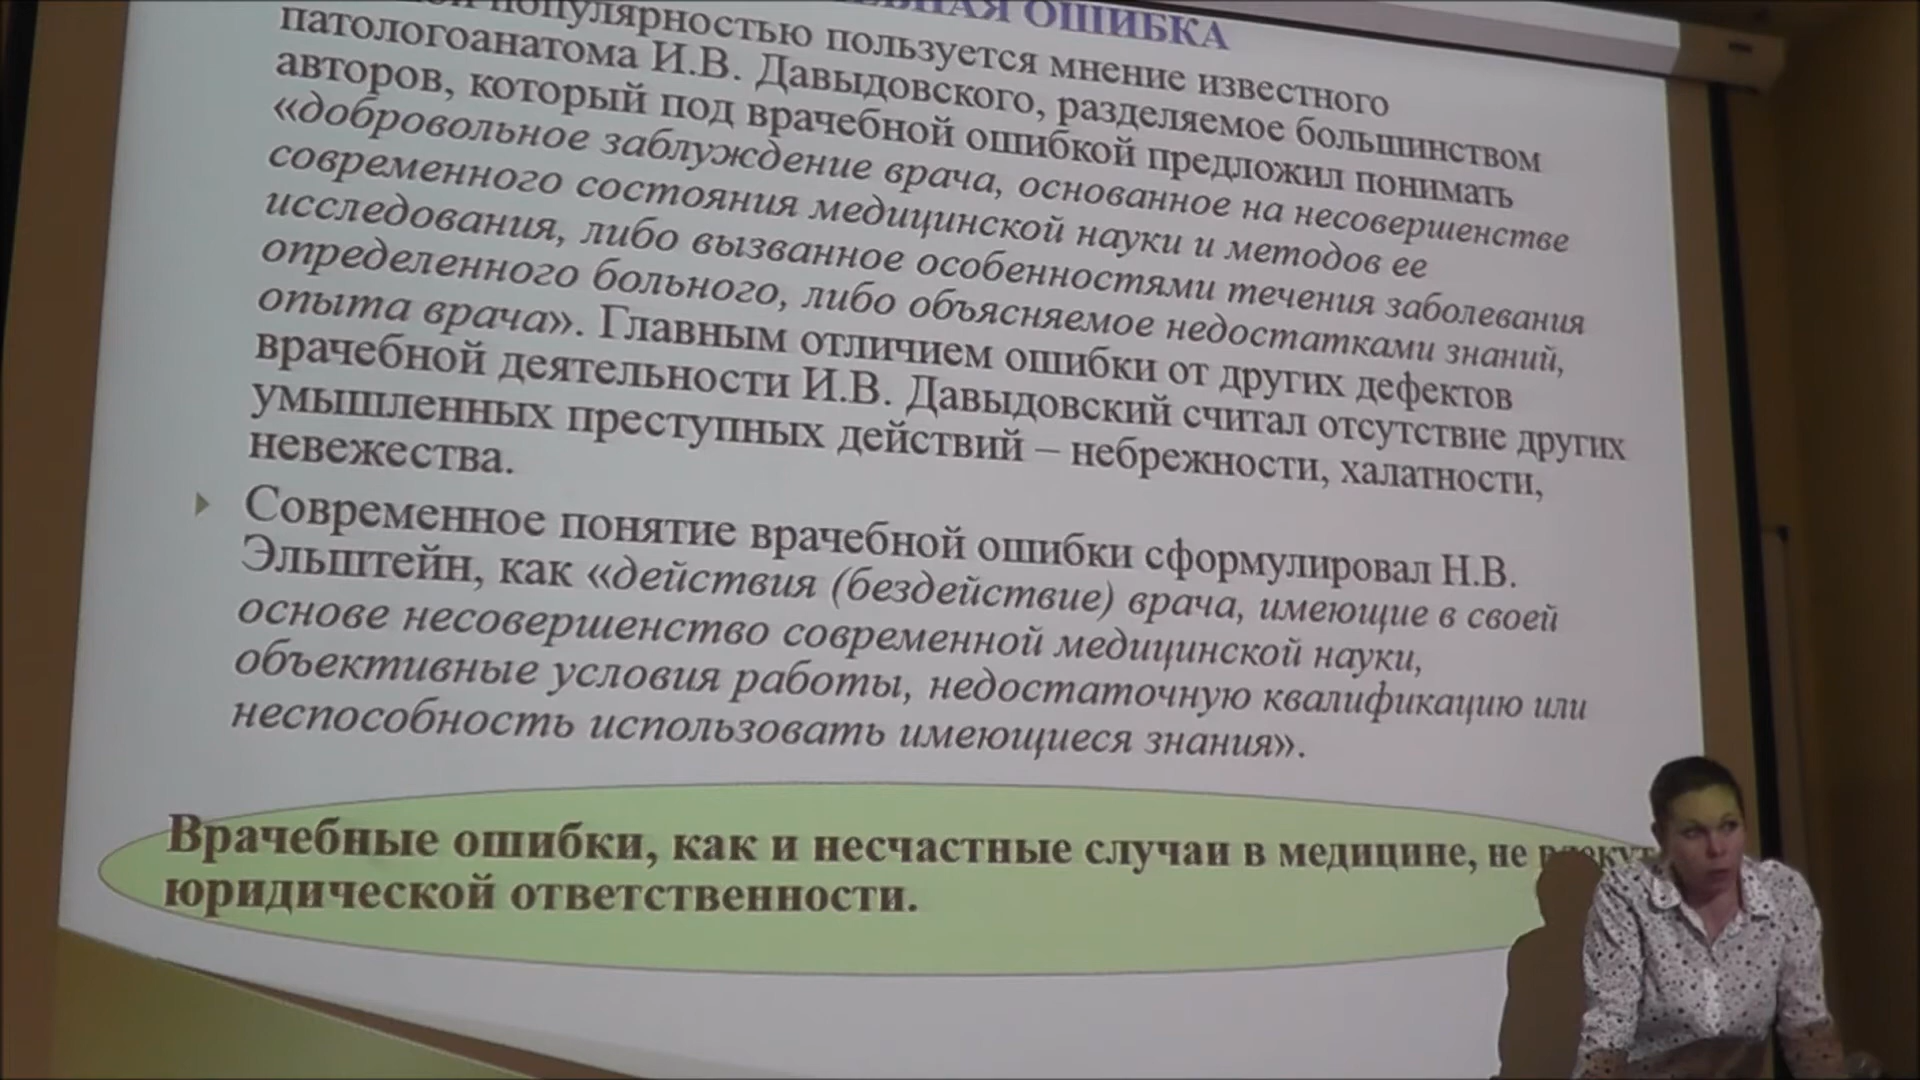 ОШИБКА
популярностью пользуется мнение известного
патологоанатома И.В. Давыдовского, разделяемое большинством
авторов, который под врачебной ошибкой предложил понимать
«добровольное заблуждение врача, основанное на несовершенстве
современного состояния медицинской науки и методов ее
исследования, либо вызванное особенностями течения заболевания
определенного больного, либо объясняемое недостатками знаний,
опыта врача». Главным отличием ошибки от других дефектов
врачебной деятельности И.В. Давыдовский считал отсутствие других
умышленных преступных действий – небрежности, халатности,
невежества.
Современное понятие врачебной ошибки сформулировал Н.В.
Эльштейн, как «действия (бездействие) врача, имеющие в своей
основе несовершенство современной медицинской науки,
объективные условия работы, недостаточную квалификацию или
неспособность использовать имеющиеся знания».
Врачебные ошибки, как и несчастные случаи в медицине, не
юридической ответственности.